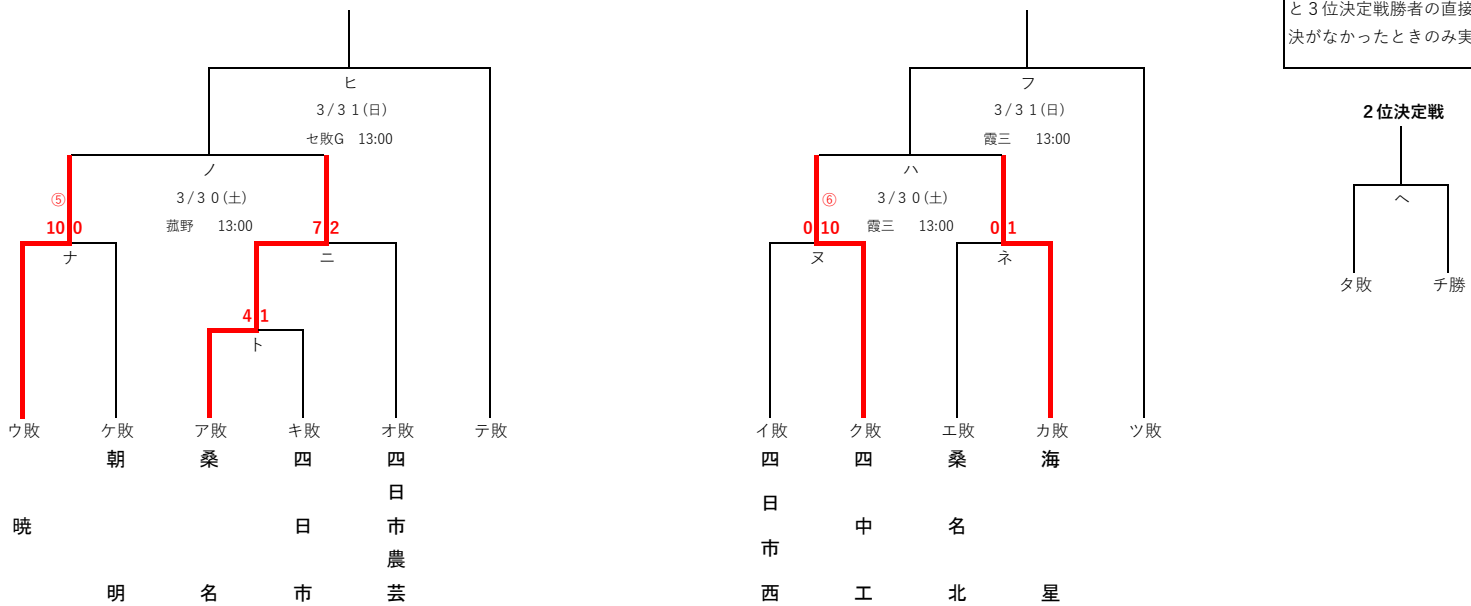 と３位決定戦勝者の直接
決がなかったときのみ実
ヒ
３/３１(日)
セ敗G 13:00
ノ
⑤
３/３０(土)
10 0
菰野 13:00
7 2
ナ
ニ
4 1
ト
ウ敗
ケ敗
ア敗
キ敗
オ敗
テ敗
暁
朝明
桑名
四日市
四日市農芸
フ
３/３１(日)
霞三 13:00
ハ
⑥
３/３０(土)
0 10
霞三 13:00
0 1
ヌ
ネ
イ敗
ク敗
エ敗
カ敗
ツ敗
四日市西
四中工
桑名北
海星
２位決定戦
ヘ
タ敗
チ勝